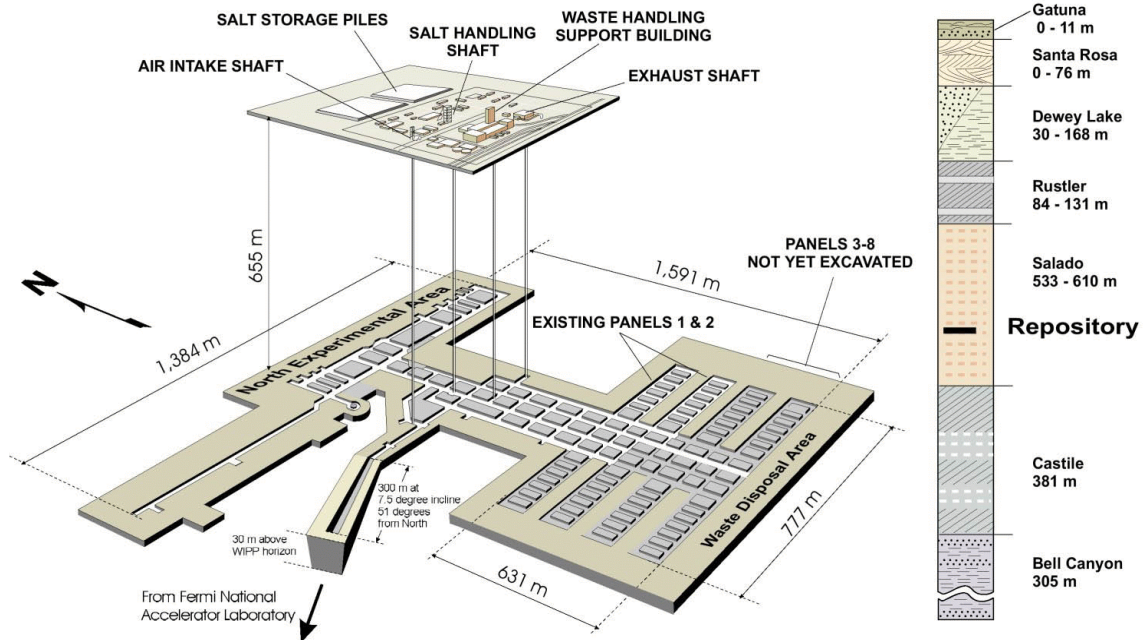 SALT STORAGE PILES
SALT HANDLING
SHAFT
WASTE HANDLING
SUPPORT BUILDING
AIR INTAKE SHAFT
EXHAUST SHAFT
655 m
N
1,384 m
North Experimental Area
1,591 m
PANELS 3-8
NOT YET EXCAVATED
EXISTING PANELS 1 & 2
Waste Disposal Area
777 m
631 m
300 m at
7.5 degree incline
51 degrees
from North
30 m above
WIPP horizon
From Fermi National
Accelerator Laboratory
Gatuna
0 - 11 m
Santa Rosa
0 - 76 m
Dewey Lake
30 - 168 m
Rustler
84 - 131 m
Salado
533 - 610 m
Repository
Castile
381 m
Bell Canyon
305 m